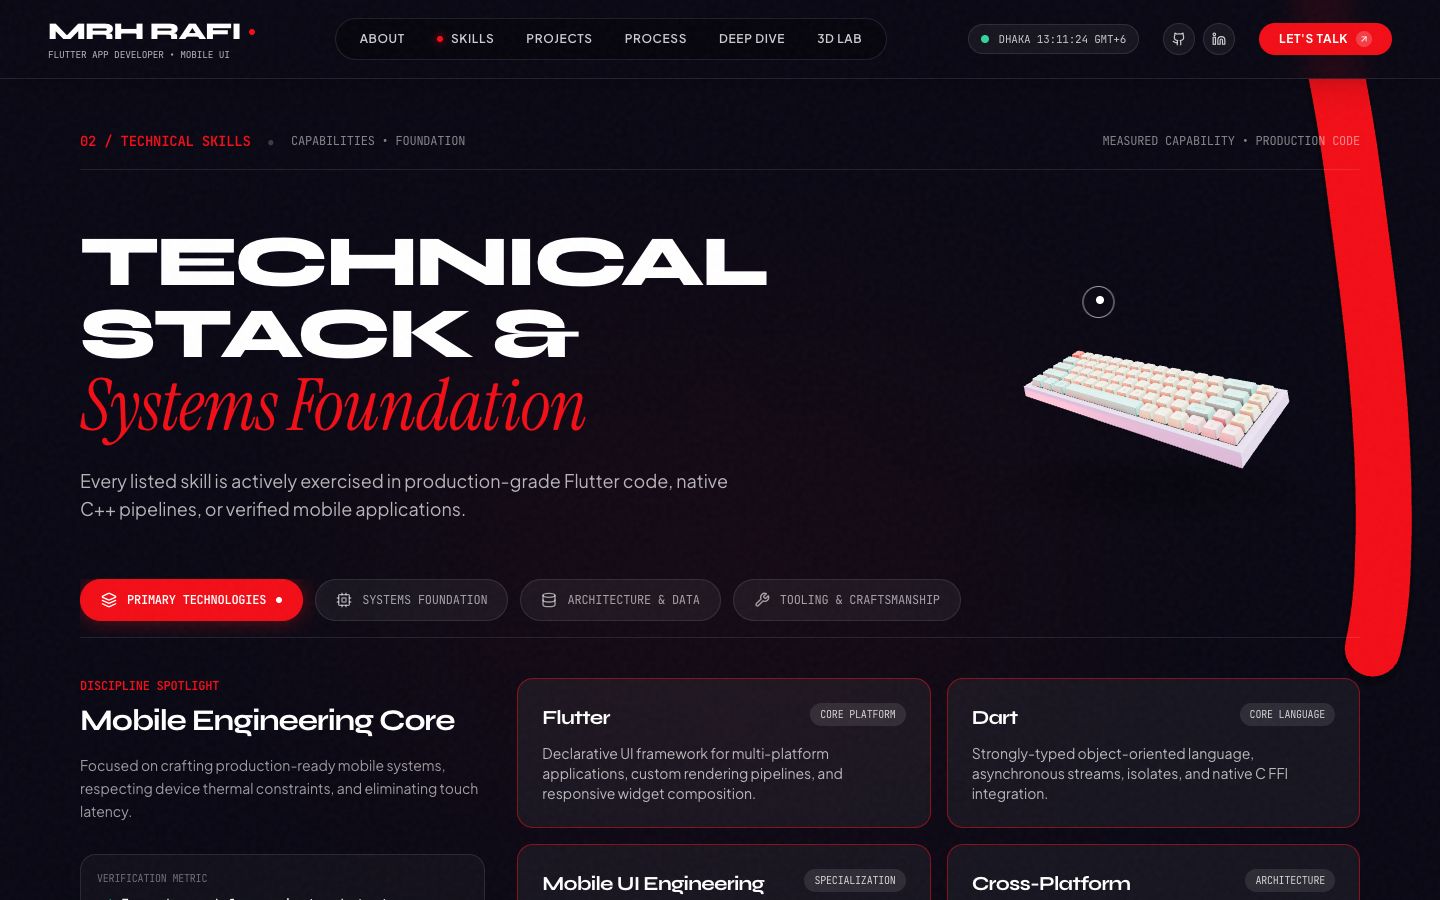 MRH RAFI
FLUTTER APP DEVELOPER • MOBILE UI
ABOUT
SKILLS
PROJECTS
PROCESS
DEEP DIVE
3D LAB
DHAKA 13:11:24 GMT+6
LET'S TALK
02 / TECHNICAL SKILLS
CAPABILITIES • FOUNDATION
MEASURED CAPABILITY • PRODUCTION CODE
TECHNICAL
STACK &
Systems Foundation
Every listed skill is actively exercised in production-grade Flutter code, native
C++ pipelines, or verified mobile applications.
PRIMARY TECHNOLOGIES
SYSTEMS FOUNDATION
ARCHITECTURE & DATA
TOOLING & CRAFTSMANSHIP
DISCIPLINE SPOTLIGHT
Mobile Engineering Core
Focused on crafting production-ready mobile systems,
respecting device thermal constraints, and eliminating touch
latency.
VERIFICATION METRIC
Flutter
CORE PLATFORM
Declarative UI framework for multi-platform
applications, custom rendering pipelines, and
responsive widget composition.
Dart
CORE LANGUAGE
Strongly-typed object-oriented language,
asynchronous streams, isolates, and native C FFI
integration.
Mobile UI Engineering
SPECIALIZATION
Cross-Platform
ARCHITECTURE